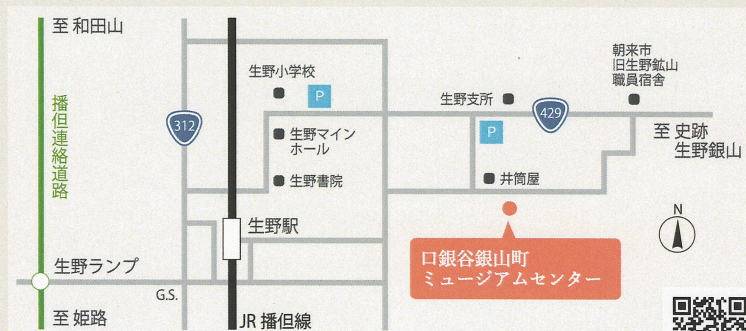 至 和田山
播但連絡道路
生野ランプ
至 姫路
312
G.S.
JR 播但線
生野駅
生野小学校
P
生野マイン
ホール
生野書院
生野支所
P
429
井筒屋
朝来市
旧生野鉱山
職員宿舎
至 史跡
生野銀山
N
口銀谷銀山町
ミュージアムセンター